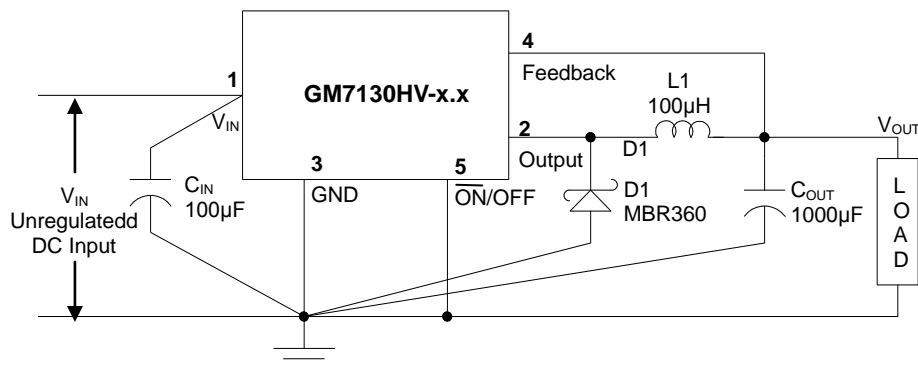 4
Feedback
L1
100µH
1
GM7130HV-x.x
VIN
2
Output
D1
VOUT
3
GND
5
ON/OFF
CIN
100µF
VIN
Unregulatedd
DC Input
D1
MBR360
COUT
1000µF
LOAD